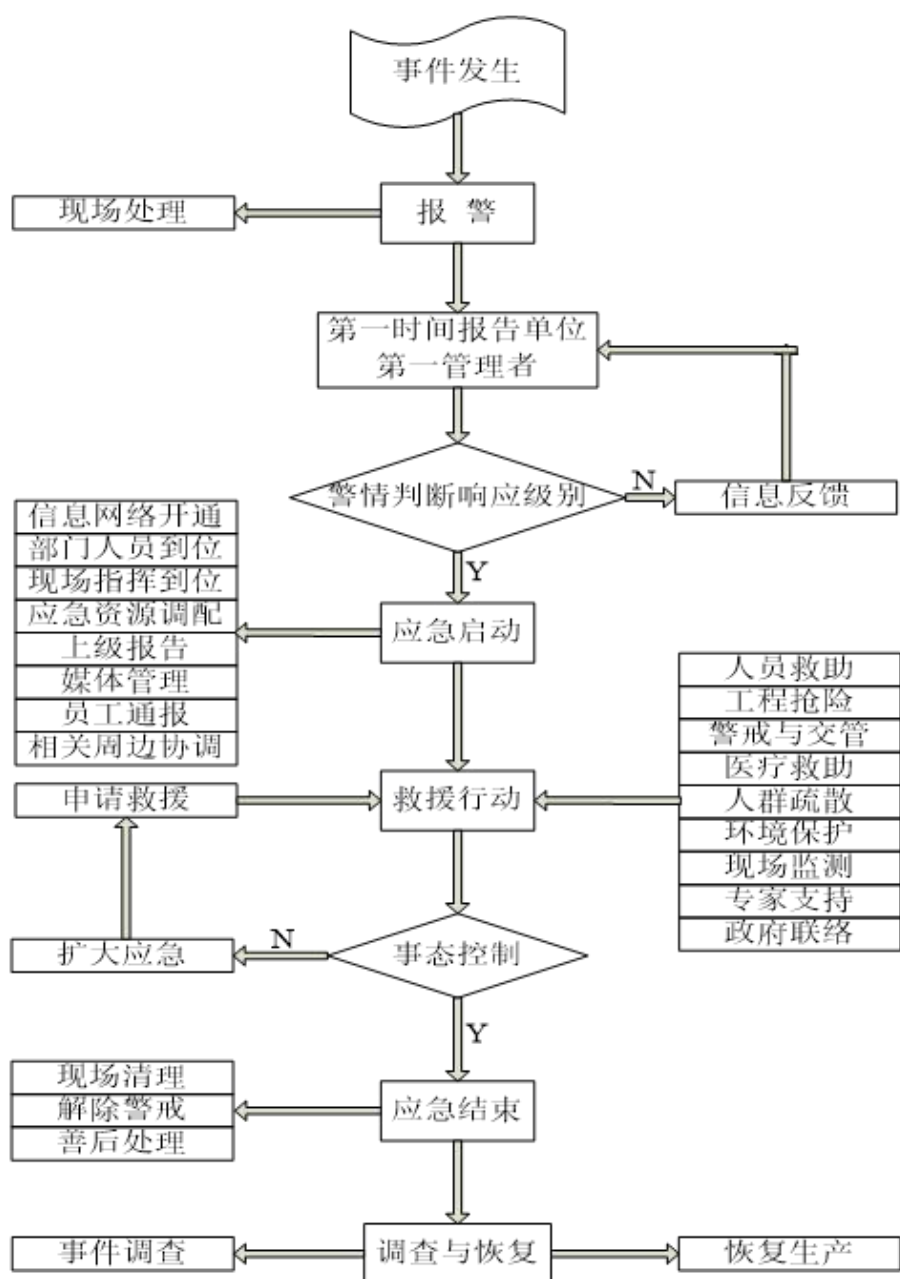 事件发生
现场处理
报 警
第一时间报告单位
第一管理者
警情判断响应级别
N
信息反馈
Y
信息网络开通
部门人员到位
现场指挥到位
应急资源调配
上级报告
媒体管理
员工通报
相关周边协调
应急启动
人员救助
工程抢险
警戒与交管
医疗救助
人群疏散
环境保护
现场监测
专家支持
政府联络
申请救援
救援行动
扩大应急
N
事态控制
Y
现场清理
解除警戒
善后处理
应急结束
事件调查
调查与恢复
恢复生产